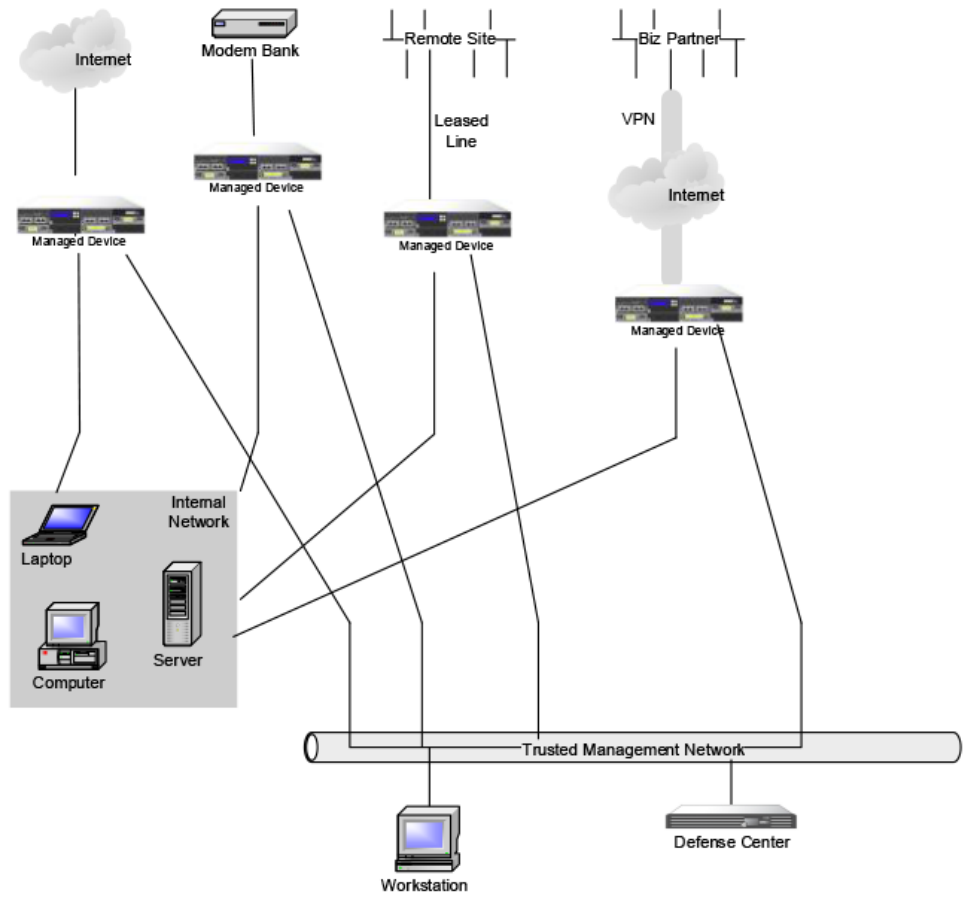 Internet
Modem Bank
Remote Site
Biz Partner
Leased
Line
VPN
Internet
Managed Device
Managed Device
Managed Device
Managed Device
Internal
Network
Laptop
Server
Computer
Trusted Management Network
Workstation
Defense Center